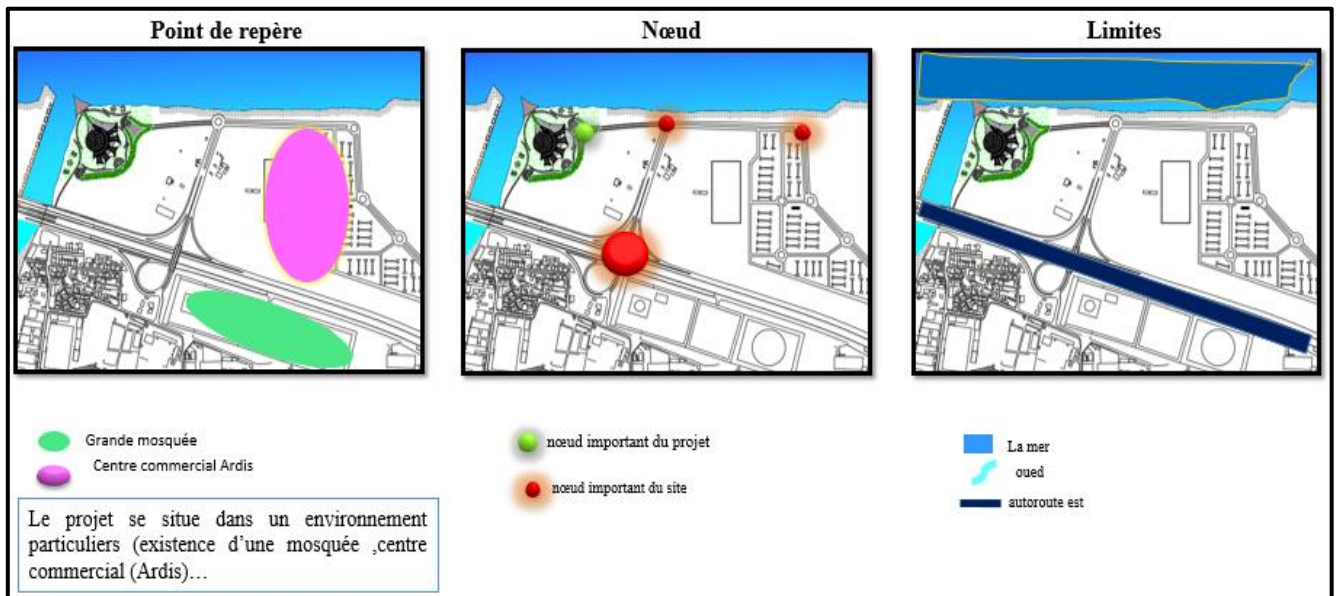 Point de repère
Nœud
Limites
Grande mosquée
Centre commercial Ardis
Le projet se situe dans un environnement
particuliers (existence d’une mosquée ,centre
commercial (Ardis)…
nœud important du projet
nœud important du site
La mer
oued
autoroute est